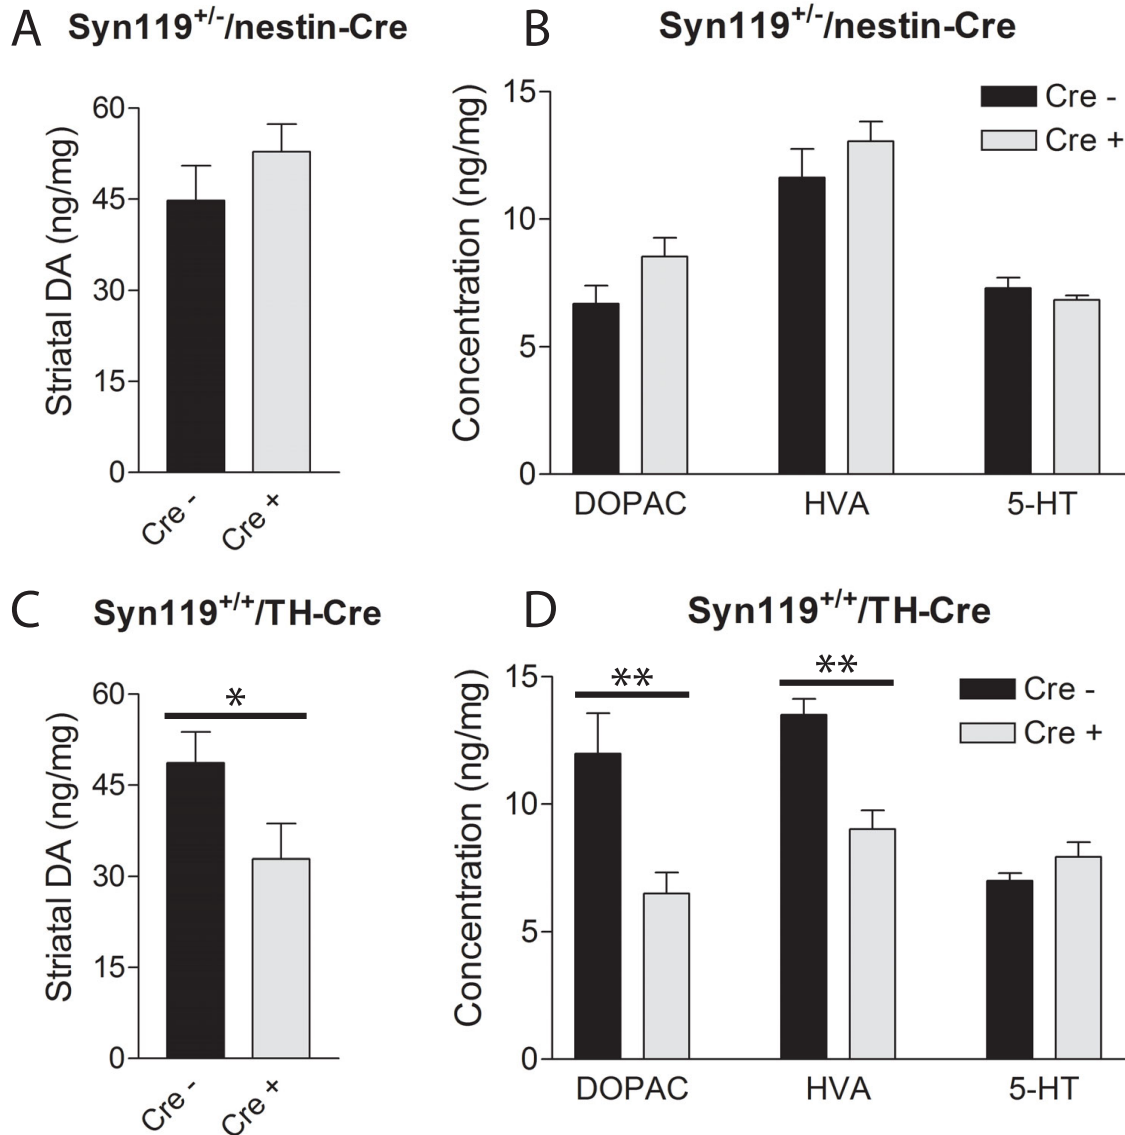 A Syn119+/-/nestin-Cre
Striatal DA (ng/mg)
60
45
30
15
0
Cre -
Cre +
B Syn119+/-/nestin-Cre
Concentration (ng/mg)
15
10
5
0
Cre -
Cre +
DOPAC HVA 5-HT
C Syn119+/+/TH-Cre
Striatal DA (ng/mg)
60
45
30
15
0
*
Cre -
Cre +
D Syn119+/+/TH-Cre
Concentration (ng/mg)
15
10
5
0
** **
Cre -
Cre +
DOPAC HVA 5-HT